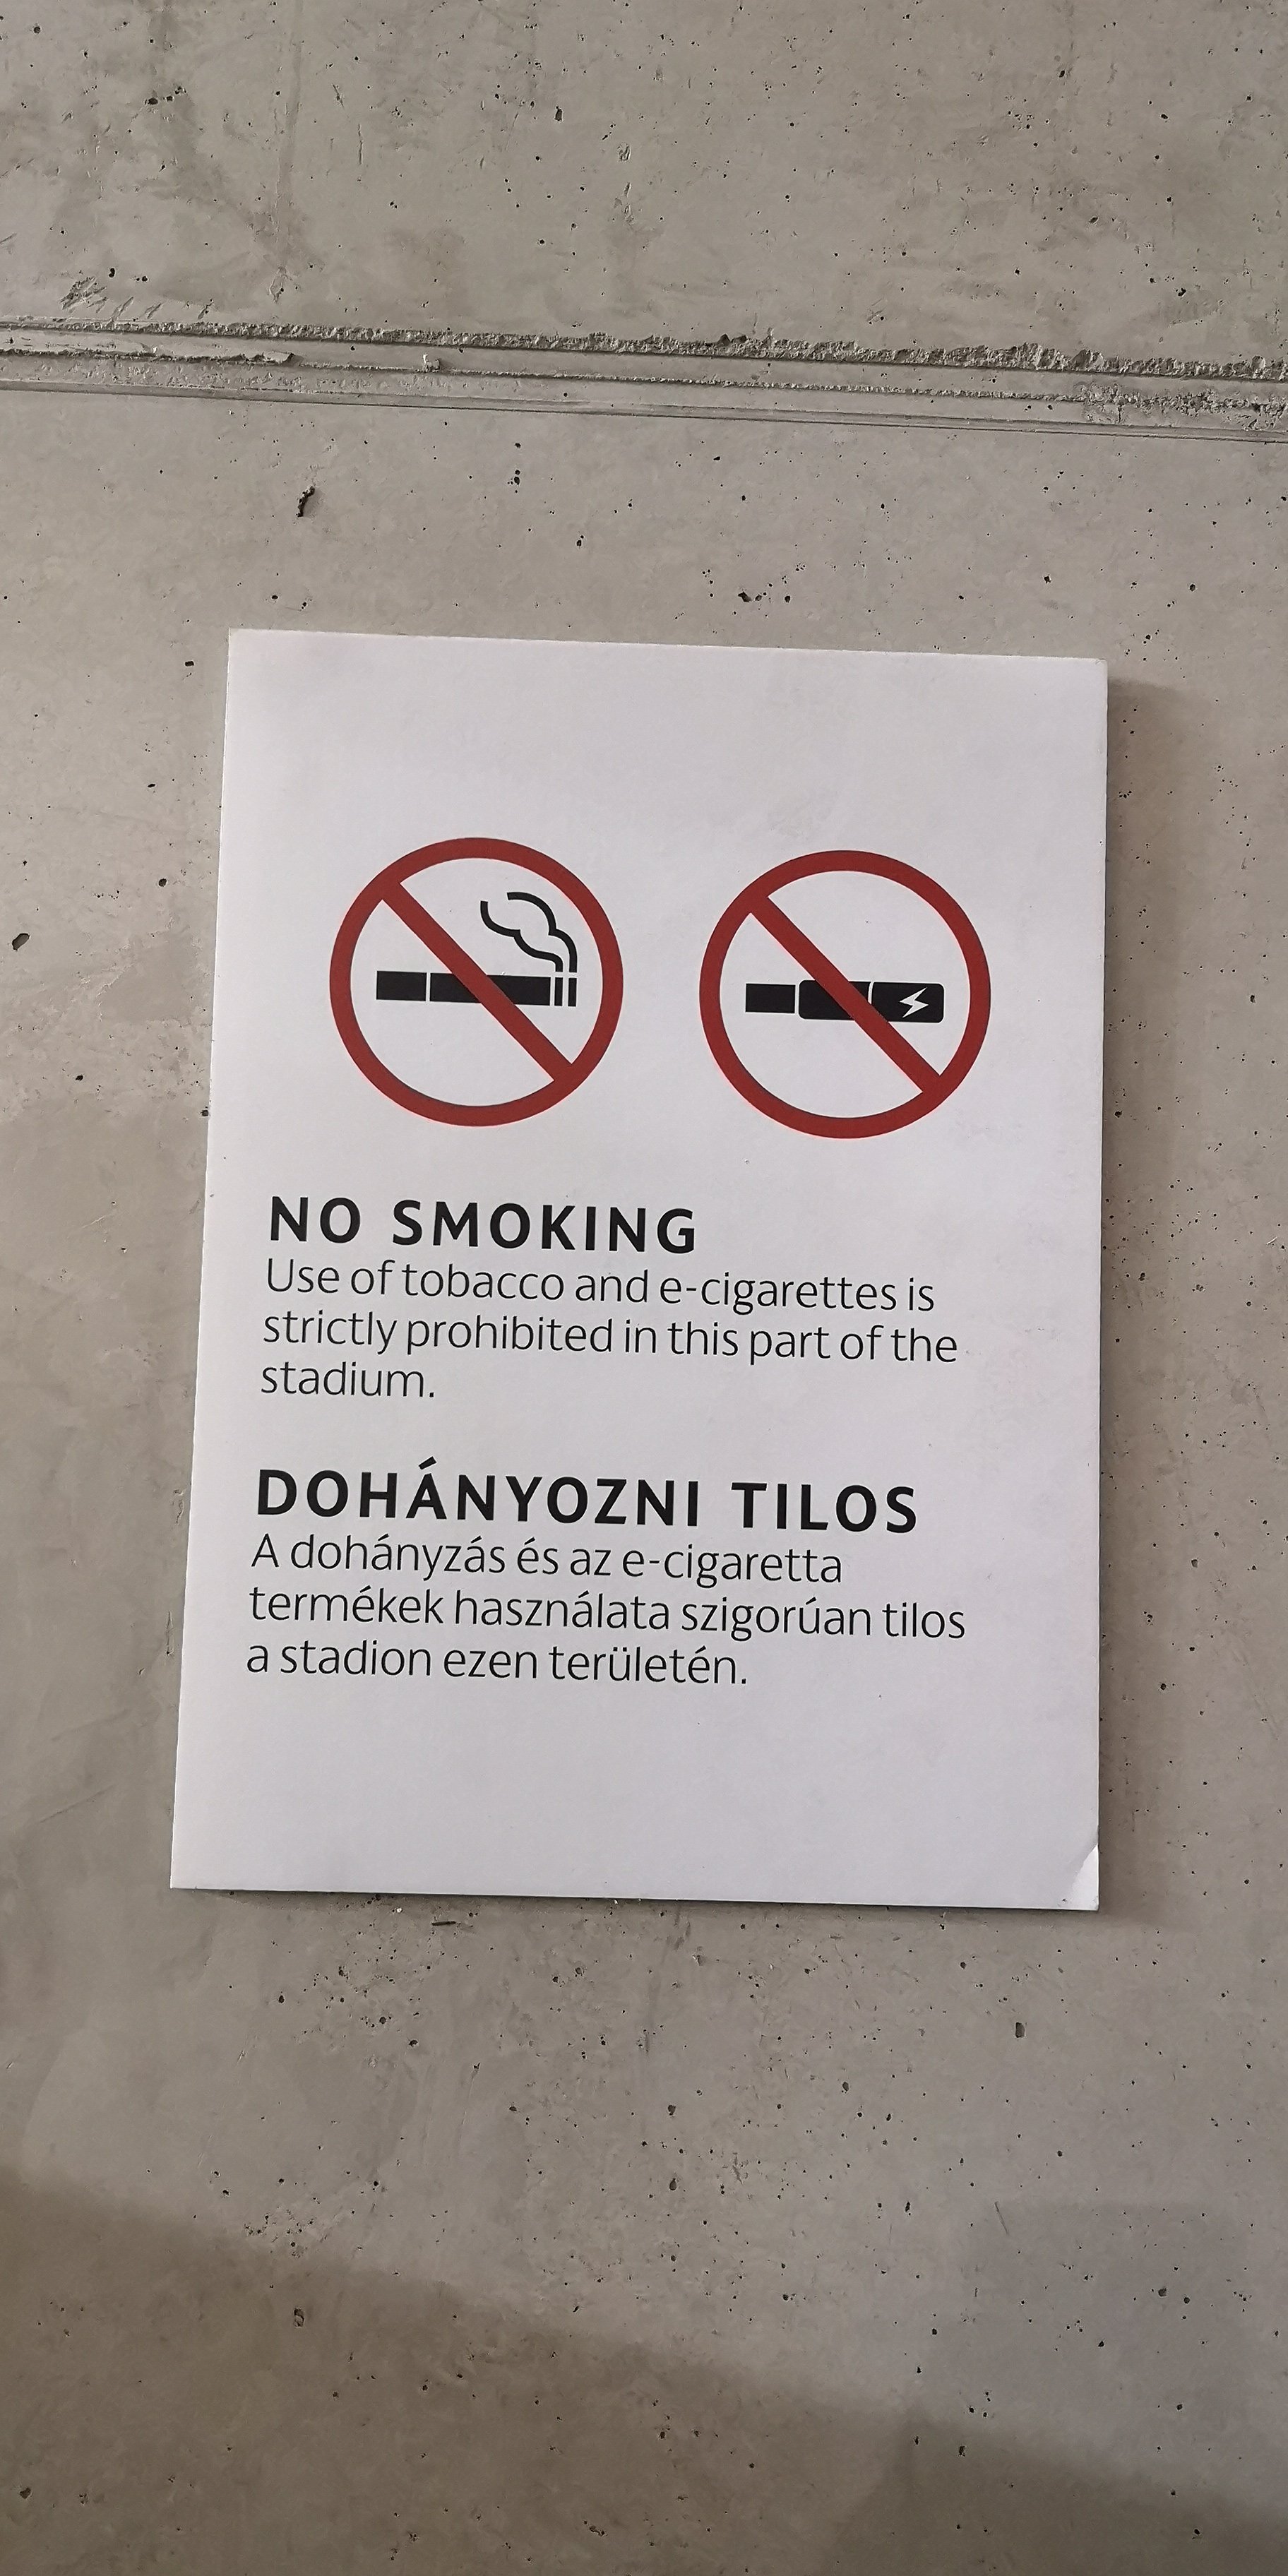 NO SMOKING
Use of tobacco and e-cigarettes is
strictly prohibited in this part of the
stadium.
DOHÁNYOZNI TILOS
A dohányzás és az e-cigaretta
termékek használata szigorúan tilos
a stadion ezen területén.